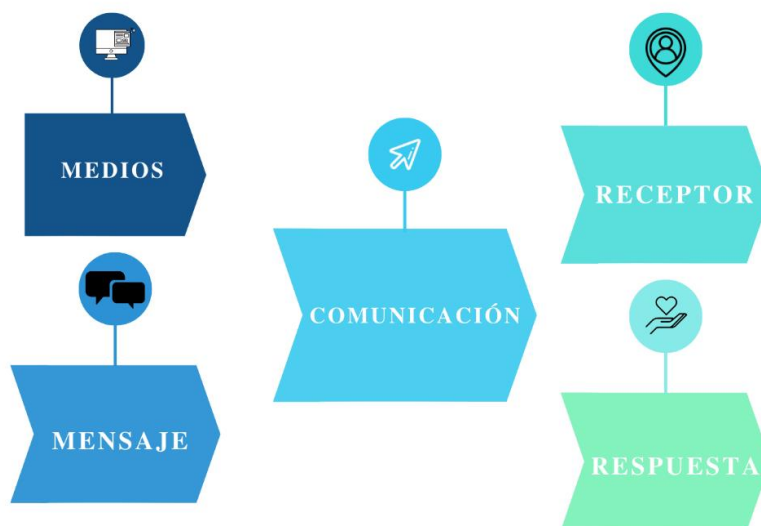 MEDIOS
MENSAJE
COMUNICACIÓN
RECEPTOR
RESPUESTA